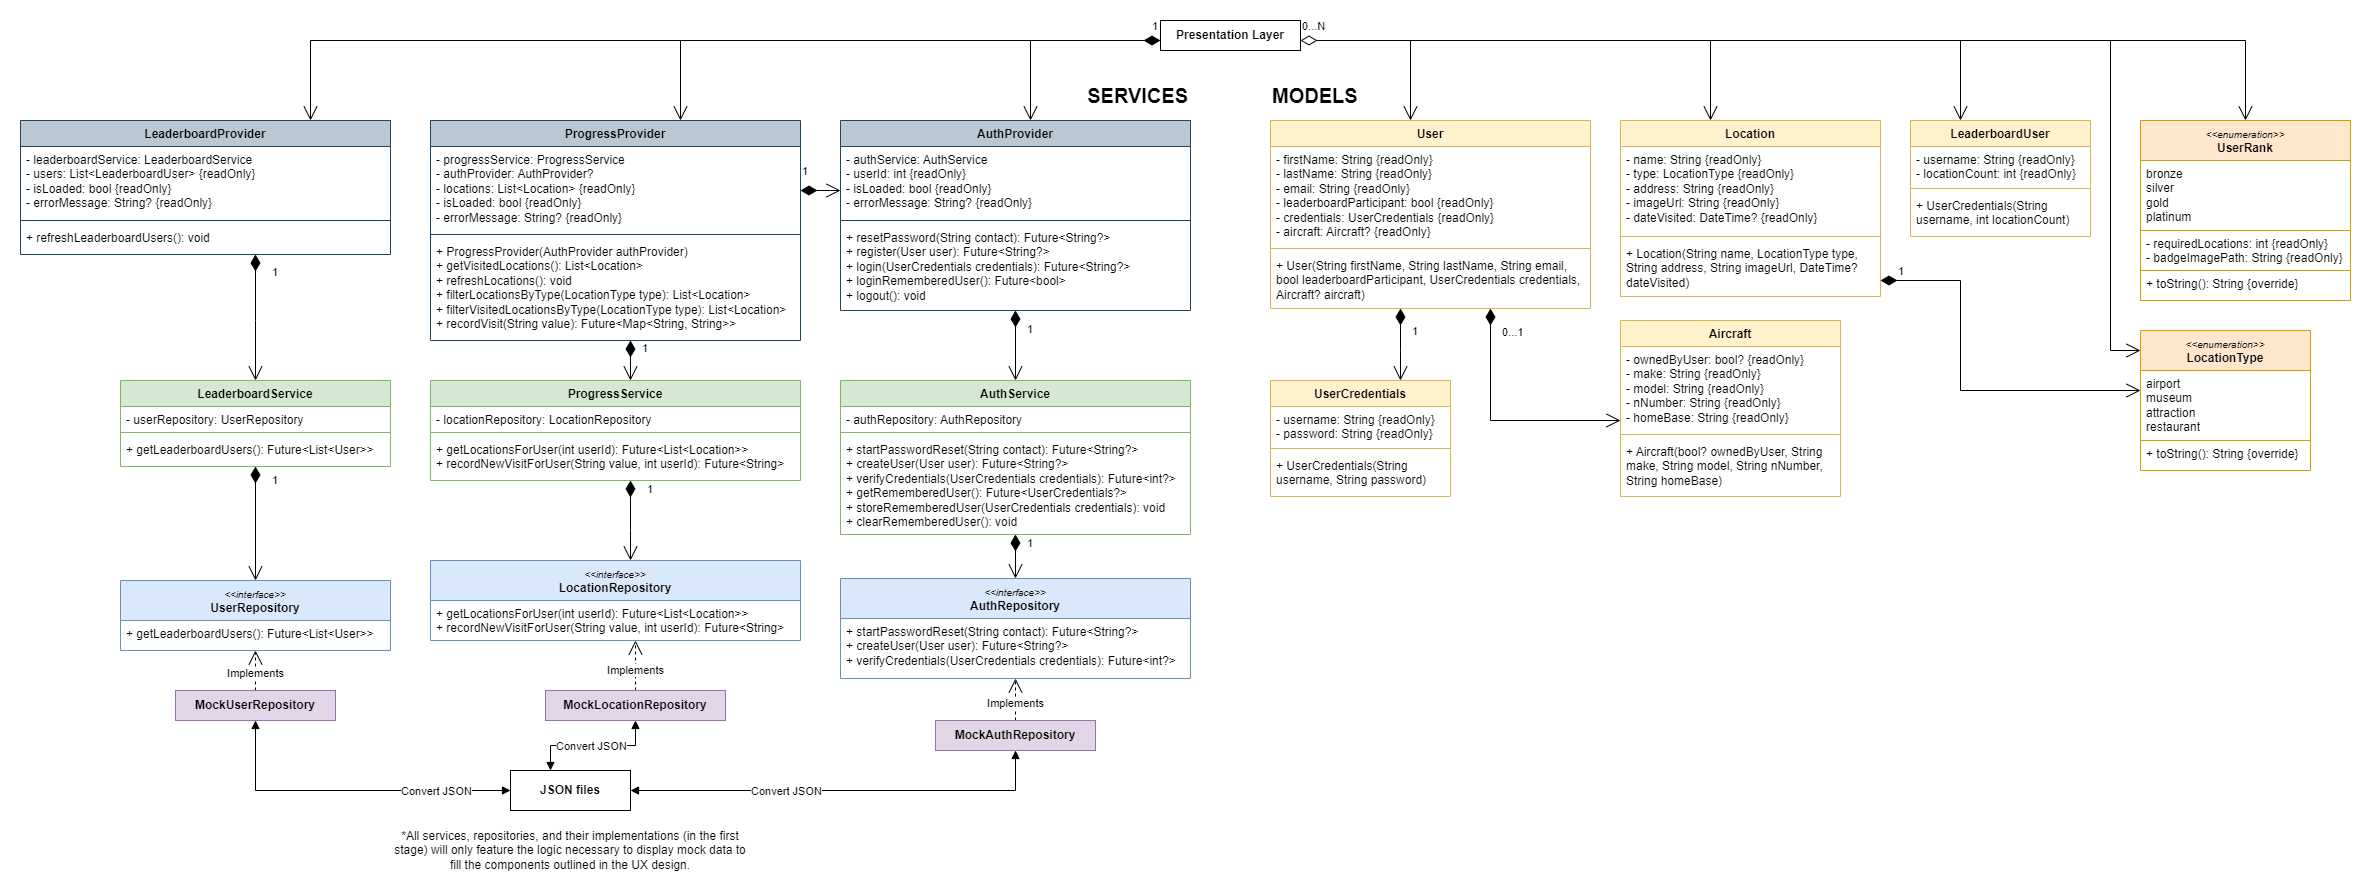 1
Presentation Layer
0...N
SERVICES
MODELS
LeaderboardProvider
- leaderboardService: LeaderboardService
- users: List<LeaderboardUser> {readOnly}
- isLoaded: bool {readOnly}
- errorMessage: String? {readOnly}
+ refreshLeaderboardUsers(): void
1
ProgressProvider
- progressService: ProgressService
- authProvider: AuthProvider?
- locations: List<Location> {readOnly}
- isLoaded: bool {readOnly}
- errorMessage: String? {readOnly}
+ ProgressProvider(AuthProvider authProvider)
+ getVisitedLocations(): List<Location>
+ refreshLocations(): void
+ filterLocationsByType(LocationType type): List<Location>
+ filterVisitedLocationsByType(LocationType type): List<Location>
+ recordVisit(String value): Future<Map<String, String>>
1
1
AuthProvider
- authService: AuthService
- userId: int {readOnly}
- isLoaded: bool {readOnly}
- errorMessage: String? {readOnly}
+ resetPassword(String contact): Future<String?>
+ register(User user): Future<String?>
+ login(UserCredentials credentials): Future<String?>
+ loginRememberedUser(): Future<bool>
+ logout(): void
1
User
- firstName: String {readOnly}
- lastName: String {readOnly}
- email: String {readOnly}
- leaderboardParticipant: bool {readOnly}
- credentials: UserCredentials {readOnly}
- aircraft: Aircraft? {readOnly}
+ User(String firstName, String lastName, String email,
bool leaderboardParticipant, UserCredentials credentials,
Aircraft? aircraft)
1
0...1
Location
- name: String {readOnly}
- type: LocationType {readOnly}
- address: String {readOnly}
- imageUrl: String {readOnly}
- dateVisited: DateTime? {readOnly}
+ Location(String name, LocationType type,
String address, String imageUrl, DateTime?
dateVisited)
1
LeaderboardUser
- username: String {readOnly}
- locationCount: int {readOnly}
+ UserCredentials(String
username, int locationCount)
<<enumeration>>
UserRank
bronze
silver
gold
platinum
- requiredLocations: int {readOnly}
- badgeImagePath: String {readOnly}
+ toString(): String {override}
LeaderboardService
- userRepository: UserRepository
+ getLeaderboardUsers(): Future<List<User>>
1
ProgressService
- locationRepository: LocationRepository
+ getLocationsForUser(int userId): Future<List<Location>>
+ recordNewVisitForUser(String value, int userId): Future<String>
1
AuthService
- authRepository: AuthRepository
+ startPasswordReset(String contact): Future<String?>
+ createUser(User user): Future<String?>
+ verifyCredentials(UserCredentials credentials): Future<int?>
+ getRememberedUser(): Future<UserCredentials?>
+ storeRememberedUser(UserCredentials credentials): void
+ clearRememberedUser(): void
1
UserCredentials
- username: String {readOnly}
- password: String {readOnly}
+ UserCredentials(String
username, String password)
Aircraft
- ownedByUser: bool? {readOnly}
- make: String {readOnly}
- model: String {readOnly}
- nNumber: String {readOnly}
- homeBase: String {readOnly}
+ Aircraft(bool? ownedByUser, String
make, String model, String nNumber,
String homeBase)
<<enumeration>>
LocationType
airport
museum
attraction
restaurant
+ toString(): String {override}
<<interface>>
UserRepository
+ getLeaderboardUsers(): Future<List<User>>
Implements
MockUserRepository
<<interface>>
LocationRepository
+ getLocationsForUser(int userId): Future<List<Location>>
+ recordNewVisitForUser(String value, int userId): Future<String>
Implements
MockLocationRepository
<<interface>>
AuthRepository
+ startPasswordReset(String contact): Future<String?>
+ createUser(User user): Future<String?>
+ verifyCredentials(UserCredentials credentials): Future<int?>
Implements
MockAuthRepository
Convert JSON
Convert JSON
JSON files
Convert JSON
*All services, repositories, and their implementations (in the first
stage) will only feature the logic necessary to display mock data to
fill the components outlined in the UX design.